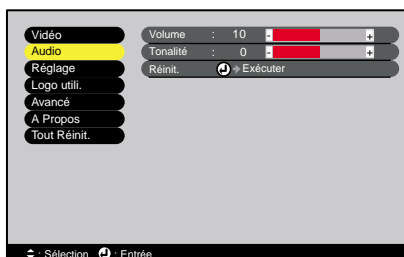 Vidéo
Audio
Réglage
Logo utili.
Avancé
A Propos
Tout Réinit.
Volume : 10 - +
Tonalité : 0 - +
Réinit. Exécuter
: Sélection : Entrée